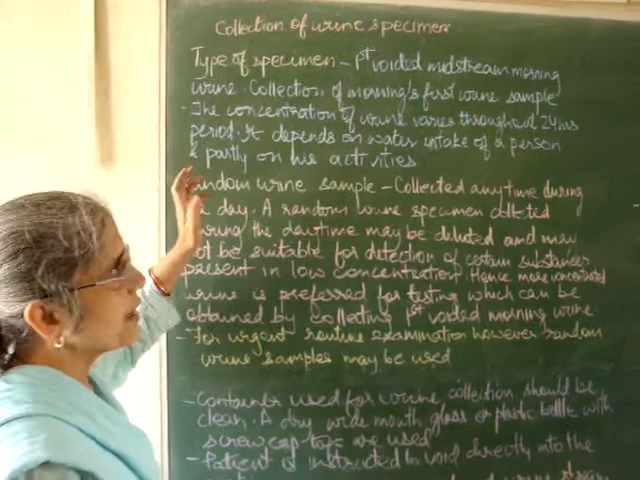 Collection of urine specimen
Type of specimen - 1st voided midstream morning
urine. Collection of morning's first urine sample
- The concentration of urine varies throughout 24 hrs
period. It depends on water intake of a person
& partly on his activities
andom urine sample - Collected anytime during
day. A random urine specimen collcted
uring the daytime may be diluted and may
ot be suitable for detection of certain substances
present in low concentration. Hence more concentrated
urine is preferred for testing which can be
obtained by collecting 1st voided morning urine.
- For urgent routine examination however random
urine samples may be used
- Container used for urine collection should be
clean. A dry wide mouth glass or plastic bottle with
screw cap tops are used
- Patient is instructed to void directly into the